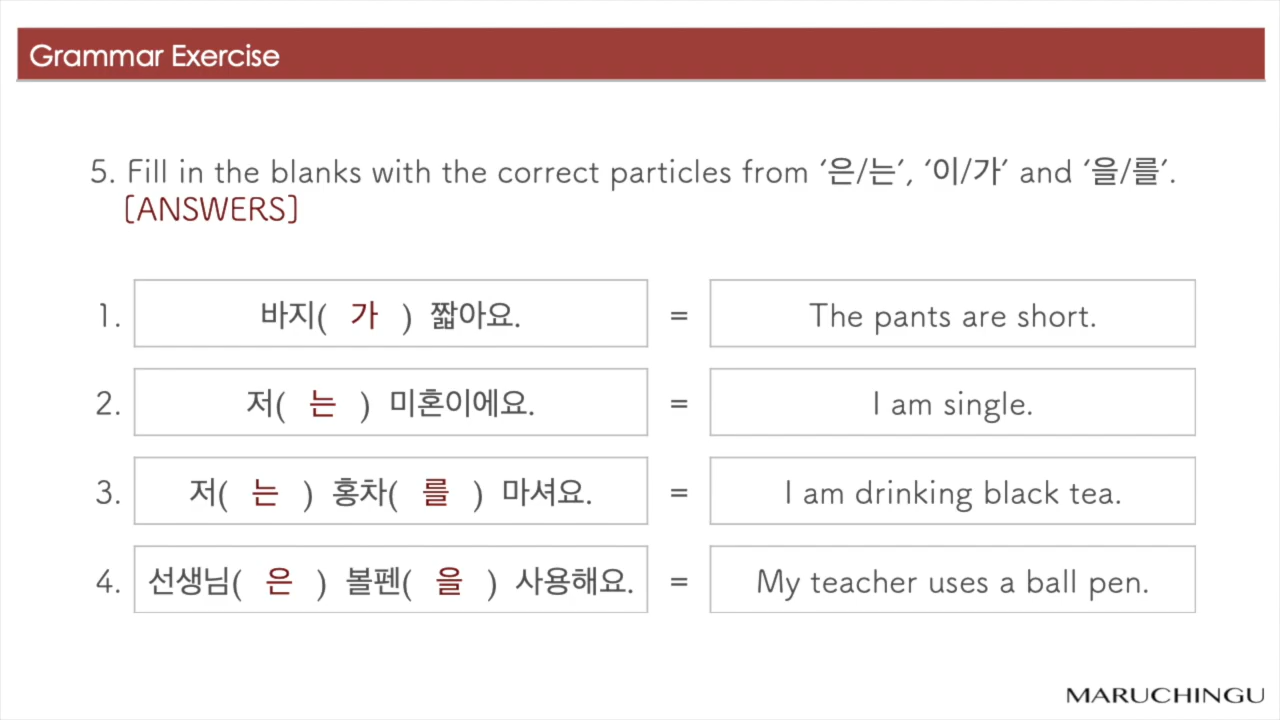 Grammar Exercise
5. Fill in the blanks with the correct particles from ‘은/는’, ‘이/가’ and ‘을/를’.
[ANSWERS]
1. 바지( 가 ) 짧아요. = The pants are short.
2. 저( 는 ) 미혼이에요. = I am single.
3. 저( 는 ) 홍차( 를 ) 마셔요. = I am drinking black tea.
4. 선생님( 은 ) 볼펜( 을 ) 사용해요. = My teacher uses a ball pen.
MARUCHINGU